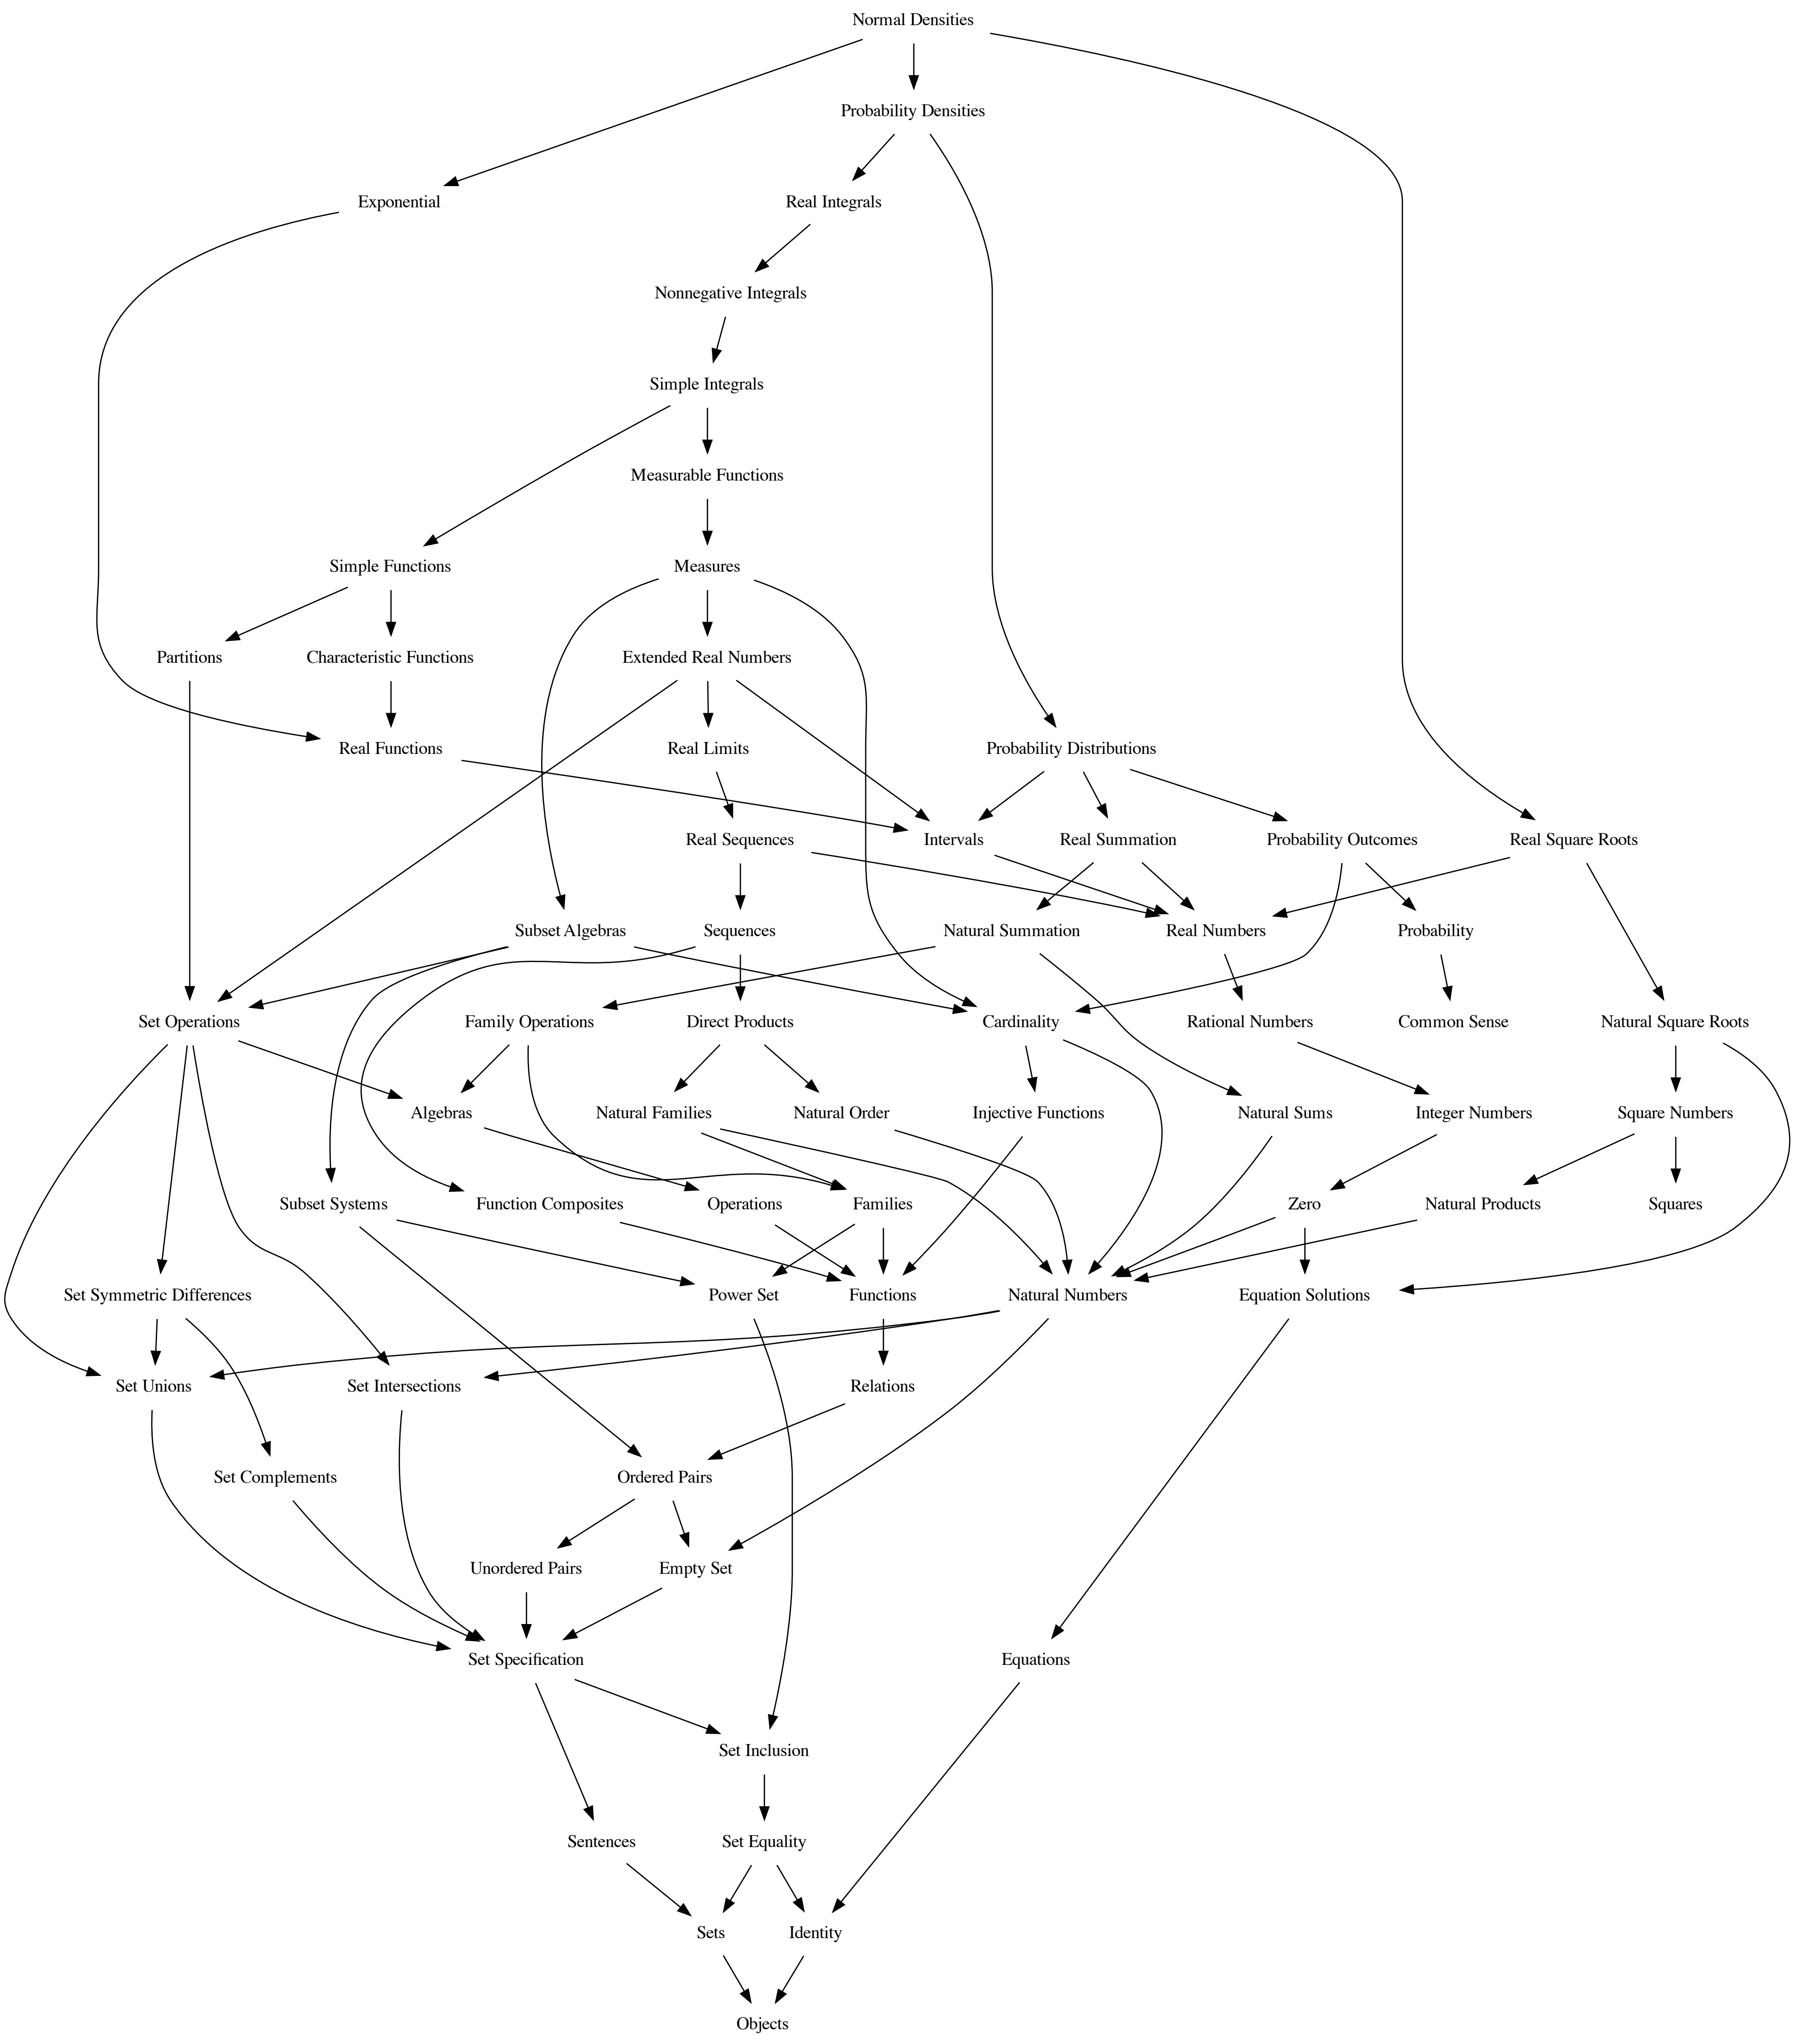 Normal Densities
Probability Densities
Exponential
Real Integrals
Nonnegative Integrals
Simple Integrals
Measurable Functions
Simple Functions
Measures
Partitions
Characteristic Functions
Extended Real Numbers
Real Functions
Real Limits
Probability Distributions
Real Sequences
Intervals
Real Summation
Probability Outcomes
Real Square Roots
Subset Algebras
Sequences
Natural Summation
Real Numbers
Probability
Set Operations
Family Operations
Direct Products
Cardinality
Rational Numbers
Common Sense
Natural Square Roots
Algebras
Natural Families
Natural Order
Injective Functions
Natural Sums
Integer Numbers
Square Numbers
Subset Systems
Function Composites
Operations
Families
Zero
Natural Products
Squares
Set Symmetric Differences
Power Set
Functions
Natural Numbers
Equation Solutions
Set Unions
Set Intersections
Relations
Set Complements
Ordered Pairs
Unordered Pairs
Empty Set
Set Specification
Equations
Set Inclusion
Sentences
Set Equality
Sets
Identity
Objects